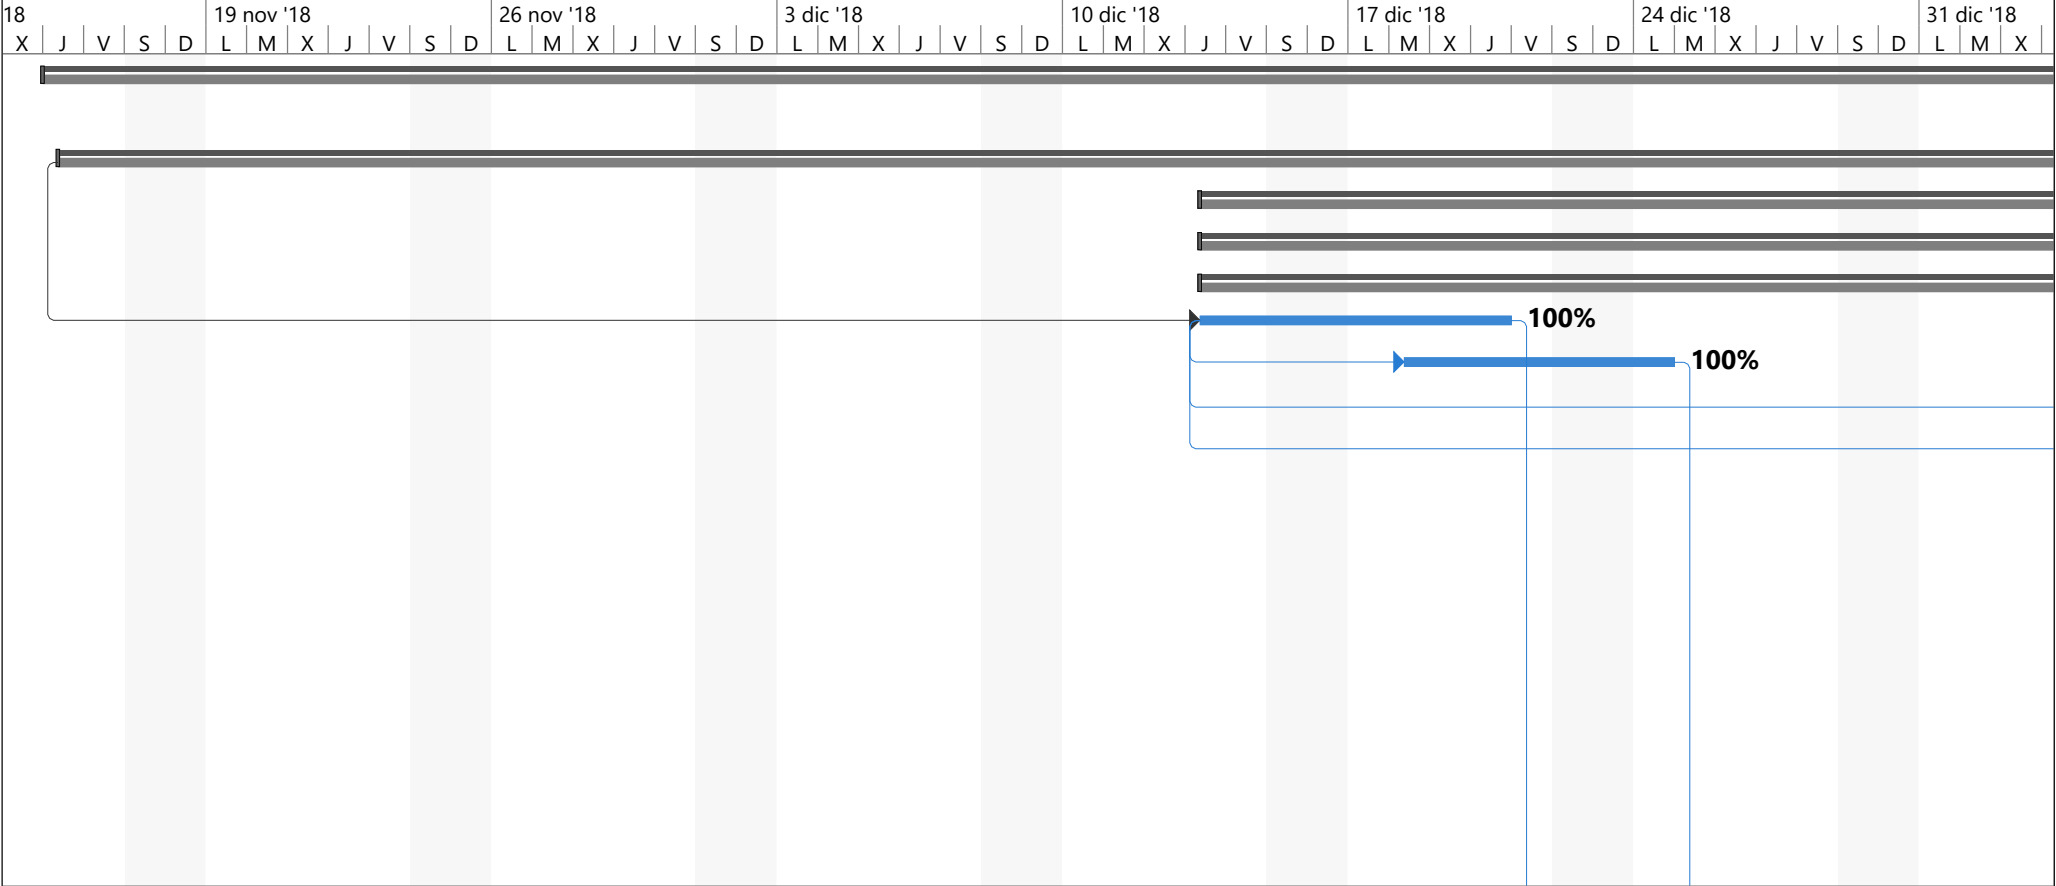 18 19 nov '18 26 nov '18 3 dic '18 10 dic '18 17 dic '18 24 dic '18 31 dic '18
X J V S D L M X J V S D L M X J V S D L M X J V S D L M X J V S D L M X J V S D L M X J V S D L M X
100%
100%